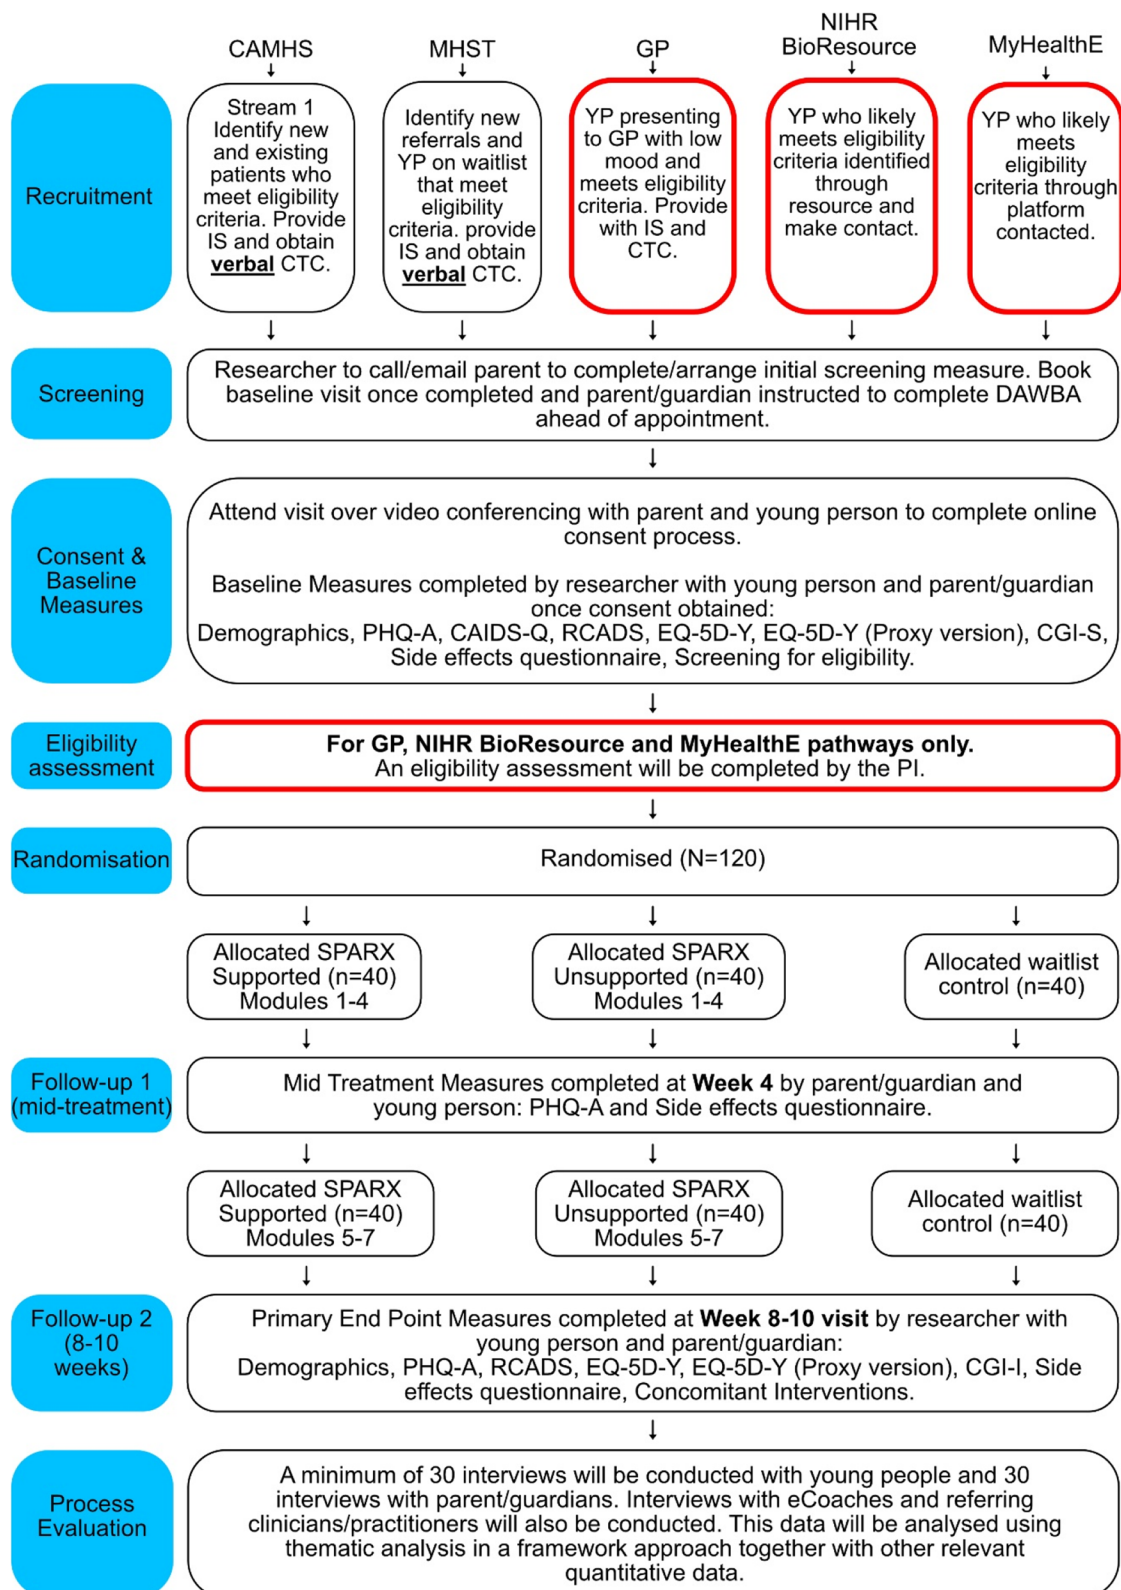 CAMHS
MHST
GP
NIHR
BioResource
MyHealthE
Recruitment
Stream 1
Identify new
and existing
patients who
meet eligibility
criteria. Provide
IS and obtain
verbal CTC.
Identify new
referrals and
YP on waitlist
that meet
eligibility
criteria. provide
IS and obtain
verbal CTC.
YP presenting
to GP with low
mood and
meets eligibility
criteria. Provide
with IS and
CTC.
YP who likely
meets eligibility
criteria identified
through
resource and
make contact.
YP who likely
meets
eligibility
criteria through
platform
contacted.
Screening
Researcher to call/email parent to complete/arrange initial screening measure. Book
baseline visit once completed and parent/guardian instructed to complete DAWBA
ahead of appointment.
Consent &
Baseline
Measures
Attend visit over video conferencing with parent and young person to complete online
consent process.
Baseline Measures completed by researcher with young person and parent/guardian
once consent obtained:
Demographics, PHQ-A, CAIDS-Q, RCADS, EQ-5D-Y, EQ-5D-Y (Proxy version), CGI-S,
Side effects questionnaire, Screening for eligibility.
Eligibility
assessment
For GP, NIHR BioResource and MyHealthE pathways only.
An eligibility assessment will be completed by the PI.
Randomisation
Randomised (N=120)
Allocated SPARX
Supported (n=40)
Modules 1-4
Allocated SPARX
Unsupported (n=40)
Modules 1-4
Allocated waitlist
control (n=40)
Follow-up 1
(mid-treatment)
Mid Treatment Measures completed at Week 4 by parent/guardian and
young person: PHQ-A and Side effects questionnaire.
Allocated SPARX
Supported (n=40)
Modules 5-7
Allocated SPARX
Unsupported (n=40)
Modules 5-7
Allocated waitlist
control (n=40)
Follow-up 2
(8-10
weeks)
Primary End Point Measures completed at Week 8-10 visit by researcher with
young person and parent/guardian:
Demographics, PHQ-A, RCADS, EQ-5D-Y, EQ-5D-Y (Proxy version), CGI-I, Side
effects questionnaire, Concomitant Interventions.
Process
Evaluation
A minimum of 30 interviews will be conducted with young people and 30
interviews with parent/guardians. Interviews with eCoaches and referring
clinicians/practitioners will also be conducted. This data will be analysed using
thematic analysis in a framework approach together with other relevant
quantitative data.